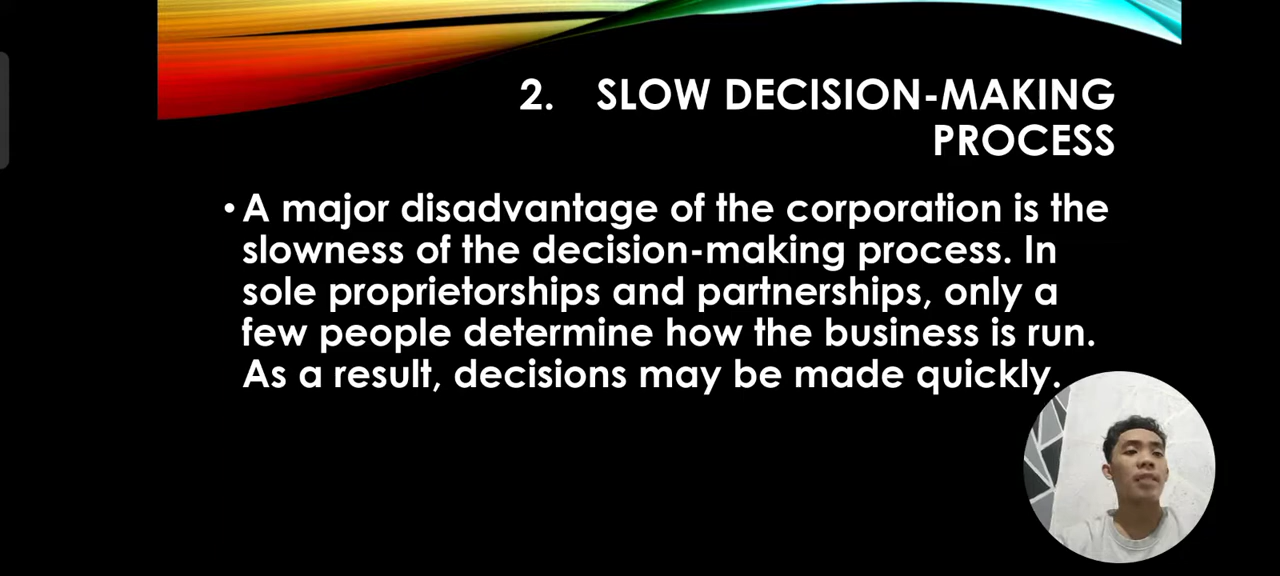 2. SLOW DECISION-MAKING
PROCESS
• A major disadvantage of the corporation is the
slowness of the decision-making process. In
sole proprietorships and partnerships, only a
few people determine how the business is run.
As a result, decisions may be made quickly.